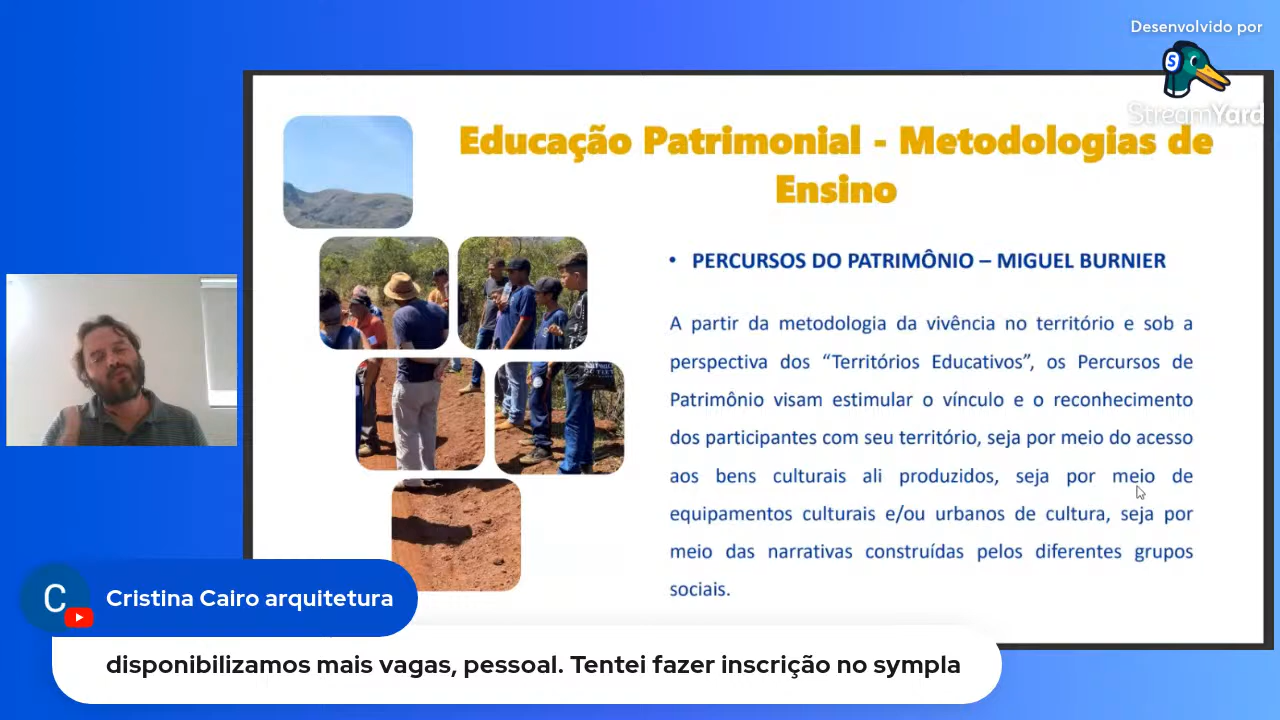 Desenvolvido por
StreamYard
Educação Patrimonial - Metodologias de
Ensino
• PERCURSOS DO PATRIMÔNIO – MIGUEL BURNIER
A partir da metodologia da vivência no território e sob a
perspectiva dos “Territórios Educativos”, os Percursos de
Patrimônio visam estimular o vínculo e o reconhecimento
dos participantes com seu território, seja por meio do acesso
aos bens culturais ali produzidos, seja por meio de
equipamentos culturais e/ou urbanos de cultura, seja por
meio das narrativas construídas pelos diferentes grupos
sociais.
C
Cristina Cairo arquitetura
disponibilizamos mais vagas, pessoal. Tentei fazer inscrição no sympla